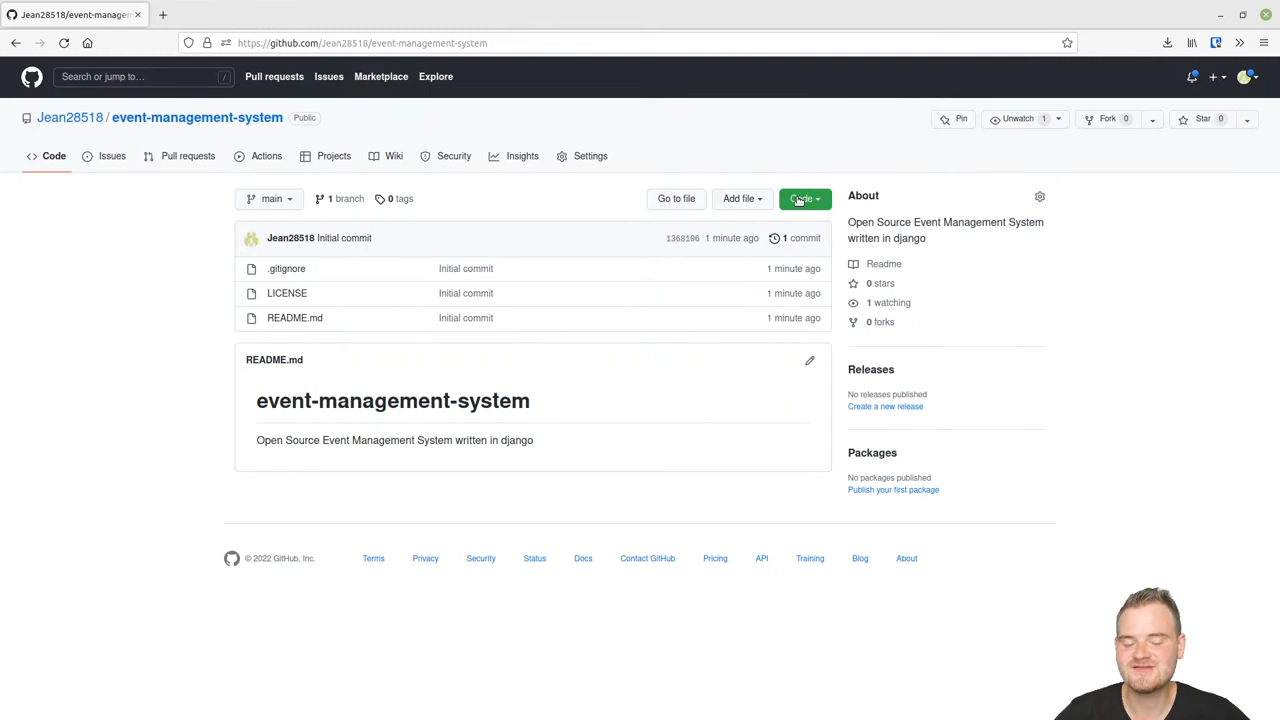 Jean28518/event-managem
https://github.com/Jean28518/event-management-system
Search or jump to… /
Pull requests Issues Marketplace Explore
Jean28518 / event-management-system Public
Pin Unwatch 1 Fork 0 Star 0
Code Issues Pull requests Actions Projects Wiki Security Insights Settings
main 1 branch 0 tags Go to file Add file Code
Jean28518 Initial commit 1368106 1 minute ago 1 commit
.gitignore Initial commit 1 minute ago
LICENSE Initial commit 1 minute ago
README.md Initial commit 1 minute ago
README.md
event-management-system
Open Source Event Management System written in django
About
Open Source Event Management System
written in django
Readme
0 stars
1 watching
0 forks
Releases
No releases published
Create a new release
Packages
No packages published
Publish your first package
© 2022 GitHub, Inc. Terms Privacy Security Status Docs Contact GitHub Pricing API Training Blog About